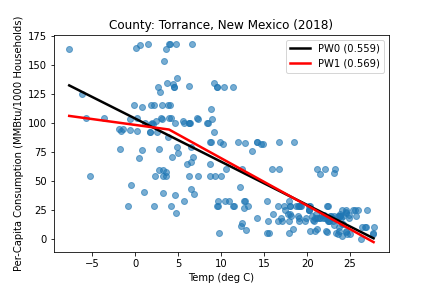 County: Torrance, New Mexico (2018)
PW0 (0.559)
PW1 (0.569)
Per-Capita Consumption (MMBtu/1000 Households)
175
150
125
100
75
50
25
0
−5 0 5 10 15 20 25
Temp (deg C)